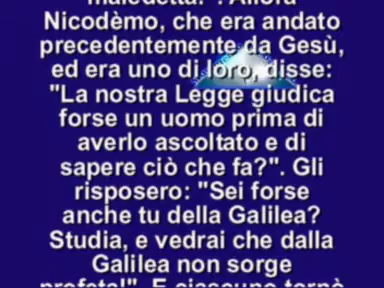 maledetta!". Allora
Nicodèmo, che era andato
precedentemente da Gesù,
ed era uno di loro, disse:
"La nostra Legge giudica
forse un uomo prima di
averlo ascoltato e di
sapere ciò che fa?". Gli
risposero: "Sei forse
anche tu della Galilea?
Studia, e vedrai che dalla
Galilea non sorge
profeta!". E ciascuno tornò